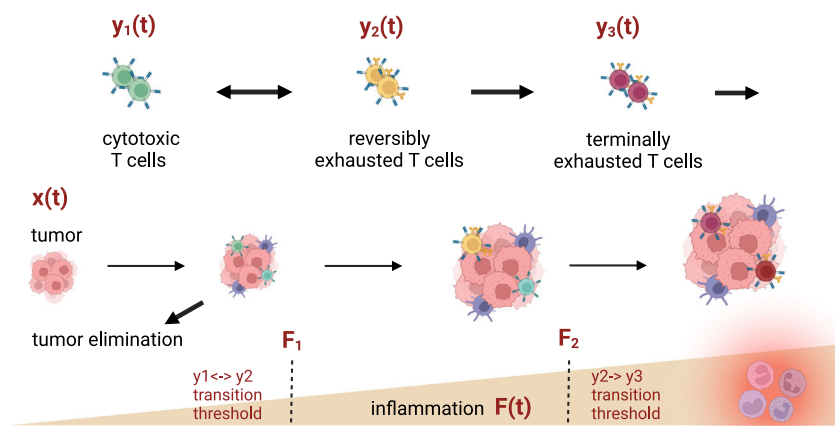 y₁(t)
y₂(t)
y₃(t)
cytotoxic
T cells
reversibly
exhausted T cells
terminally
exhausted T cells
x(t)
tumor
tumor elimination
F₁
F₂
y1<-> y2
transition
threshold
inflammation F(t)
y2-> y3
transition
threshold